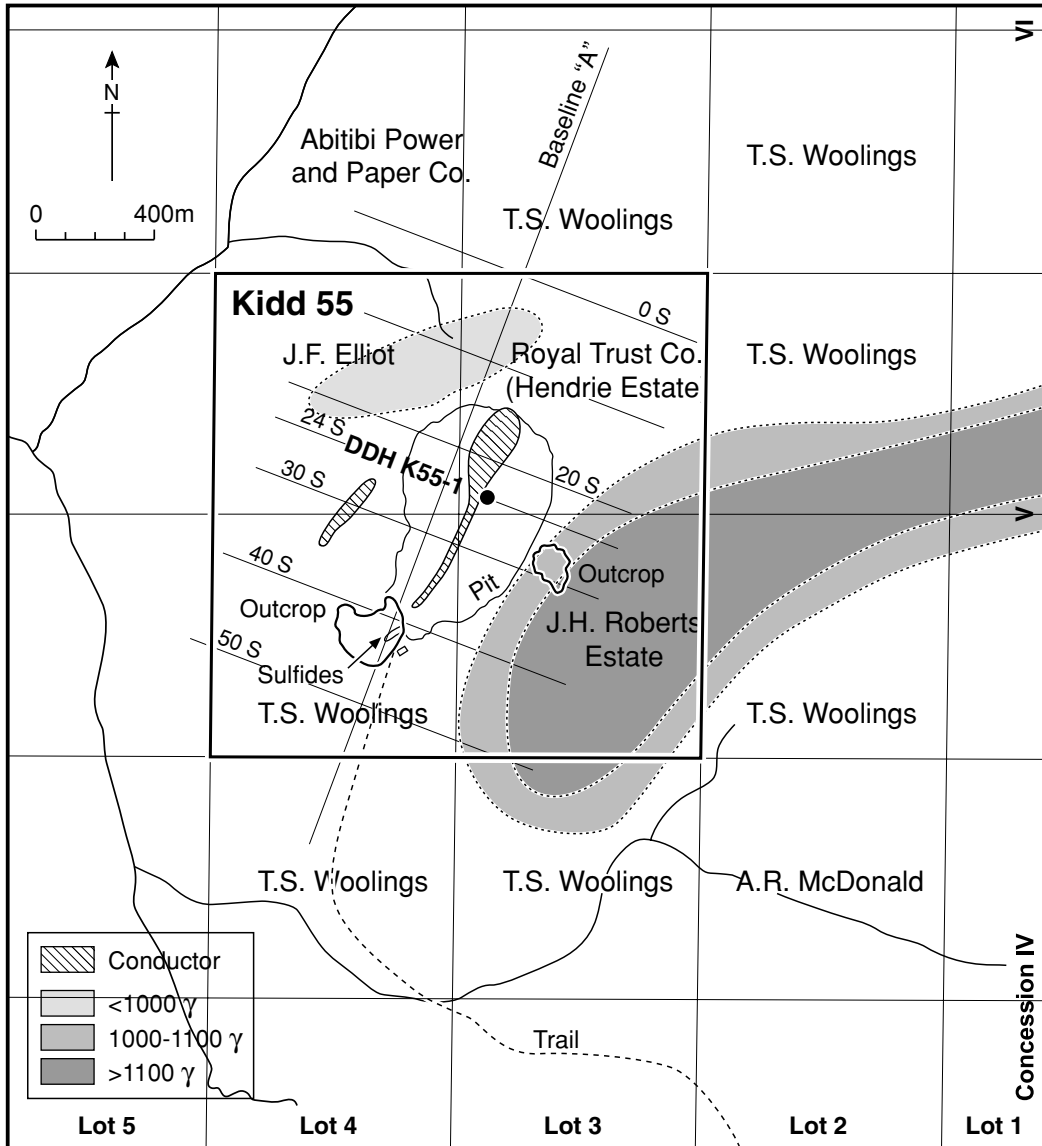 VI
N
Baseline "A"
Abitibi Power
and Paper Co.
T.S. Woolings
0 400m
T.S. Woolings
Kidd 55
0 S
J.F. Elliot
Royal Trust Co.
(Hendrie Estate
T.S. Woolings
24 S
DDH K55-1
30 S
20 S
V
40 S
Outcrop
Pit
Outcrop
50 S
J.H. Roberts
Estate
Sulfides
T.S. Woolings
T.S. Woolings
T.S. Woolings
T.S. Woolings
A.R. McDonald
Conductor
<1000 γ
1000-1100 γ
>1100 γ
Trail
Concession IV
Lot 5
Lot 4
Lot 3
Lot 2
Lot 1